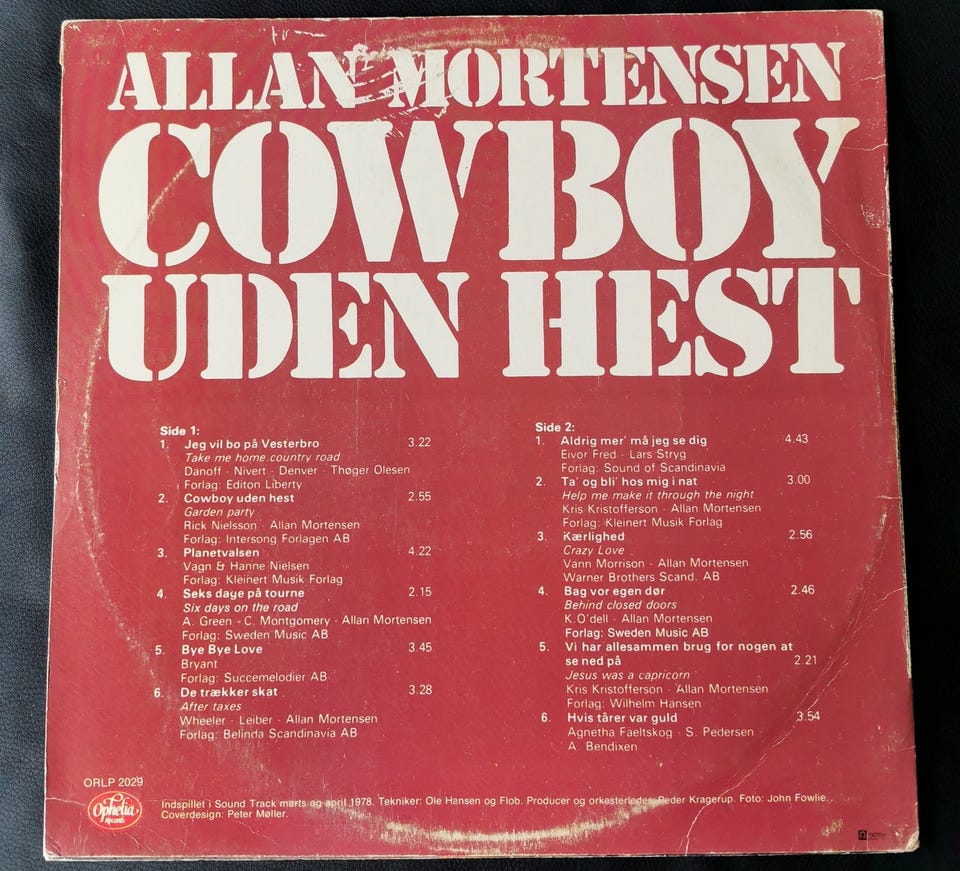 ALLAN MORTENSEN
COWBOY
UDEN HEST
Side 1:
1. Jeg vil bo på Vesterbro 3.22
Take me home country road
Danoff · Nivert · Denver · Thøger Olesen
Forlag: Editon Liberty
2. Cowboy uden hest 2:55
Garden party
Rick Nielsson · Allan Mortensen
Forlag: Intersong Forlagen AB
3. Planetvalsen 4.22
Vagn & Hanne Nielsen
Forlag: Kleinert Musik Forlag
4. Seks daye på tourne 2.15
Six days on the road
A. Green - C. Montgomery · Allan Mortensen
Forlag: Sweden Music AB
5. Bye Bye Love 3.45
Bryant
Forlag: Succemelodier AB
6. De trækker skat 3.28
After taxes
Wheeler · Leiber · Allan Mortensen
Forlag: Belinda Scandinavia AB
Side 2:
1. Aldrig mer' må jeg se dig 4.43
Eivor Fred · Lars Stryg
Forlag: Sound of Scandinavia
2. Ta' og bli' hos mig i nat 3.00
Help me make it through the night
Kris Kristofferson · Allan Mortensen
Forlag: Kleinert Musik Forlag
3. Kærlighed 2.56
Crazy Love
Vann Morrison · Allan Mortensen
Warner Brothers Scand. AB
4. Bag vor egen dør 2.46
Behind closed doors
K.O'dell · Allan Mortensen
Forlag: Sweden Music AB
5. Vi har allesammen brug for nogen at
se ned på 2.21
Jesus was a capricorn
Kris Kristofferson · Allan Mortensen
Forlag: Wilhelm Hansen
6. Hvis tårer var guld 3.54
Agnetha Faeltskog · S. Pedersen
A. Bendixen
ORLP 2029
Ophelia
Records
Indspillet i Sound Track marts og april 1978. Tekniker: Ole Hansen og Flob. Producer og orkesterleder: Peder Kragerup. Foto: John Fowlie.
Coverdesign: Peter Møller.